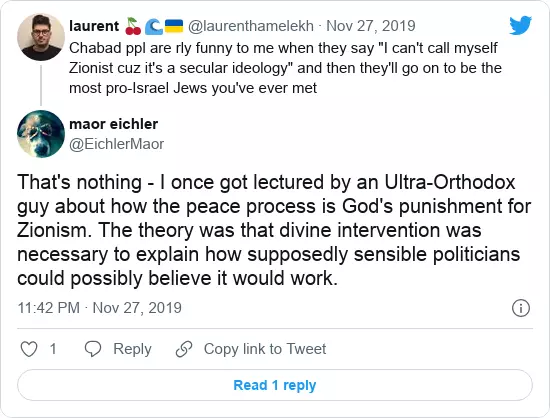 laurent 🍒🌊🇺🇦 @laurenthamelekh · Nov 27, 2019
Chabad ppl are rly funny to me when they say "I can't call myself
Zionist cuz it's a secular ideology" and then they'll go on to be the
most pro-Israel Jews you've ever met
maor eichler
@EichlerMaor
That's nothing - I once got lectured by an Ultra-Orthodox
guy about how the peace process is God's punishment for
Zionism. The theory was that divine intervention was
necessary to explain how supposedly sensible politicians
could possibly believe it would work.
11:42 PM · Nov 27, 2019
1 Reply Copy link to Tweet
Read 1 reply